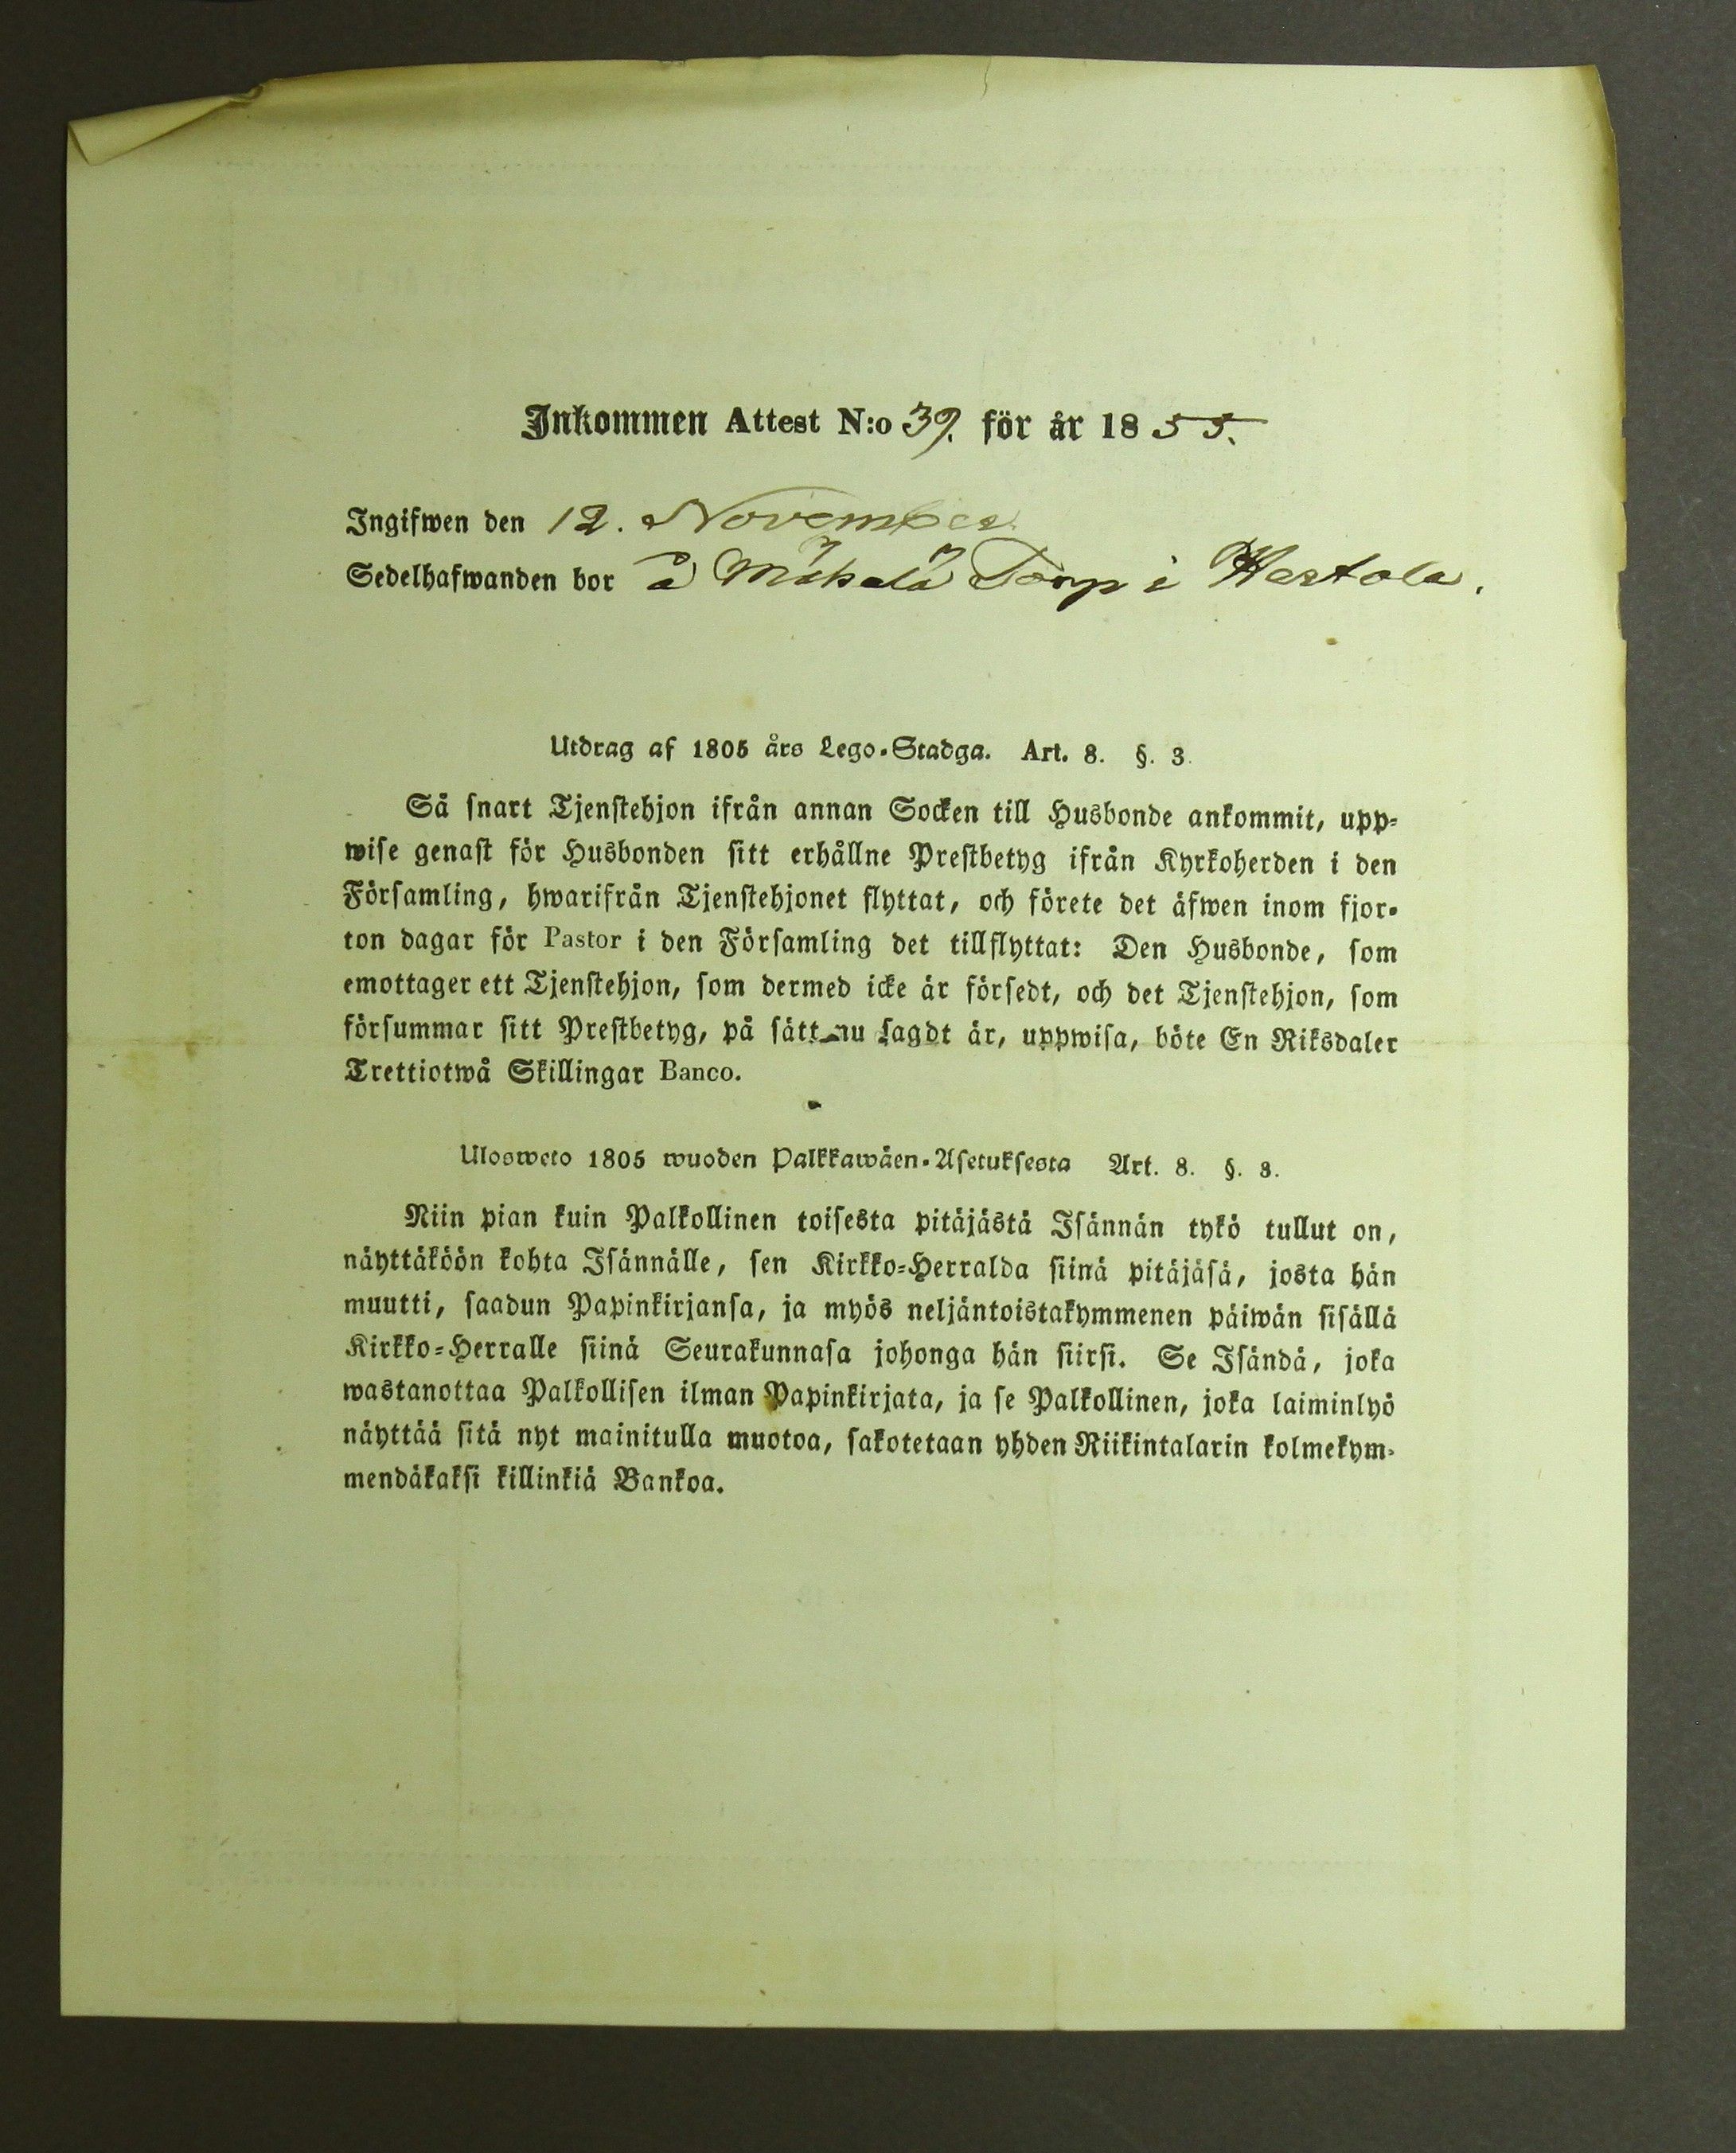 Inkommen Attest N:o 39. för år 1855.
Ingifwen den 12. November
Sedelhafwanden bor å Mäkelä Torp i Hertola.
Utdrag af 1805 års Lego-Stadga. Art. 8. §. 3.
Så snart Tjenstehjon ifrån annan Socken till Husbonde ankommit, upp-
wise genast för Husbonden sitt erhållne Prestbetyg ifrån Kyrkoherden i den
Församling, hwarifrån Tjenstehjonet flyttat, och förete det äfwen inom fjor-
ton dagar för Pastor i den Församling det tillflyttat: Den Husbonde, som
emottager ett Tjenstehjon, som dermed icke är försedt, och det Tjenstehjon, som
försummar sitt Prestbetyg, på sätt nu sagdt är, uppwisa, böte En Riksdaler
Trettiotwå Skillingar Banco.
Ulosweto 1805 wuoden Palkkawäen-Asetuksesta Art. 8. §. 3.
Niin pian kuin Palkollinen toisesta pitäjästä Isännän tykö tullut on,
näyttäköön kohta Isännälle, sen Kirkko-Herralda siinä pitäjäsä, josta hän
muutti, saadun Papinkirjansa, ja myös neljäntoistakymmenen päiwän sisällä
Kirkko-Herralle siinä Seurakunnasa johonga hän siirsi. Se Isändä, joka
wastanottaa Palkollisen ilman Papinkirjata, ja se Palkollinen, joka laiminlyö
näyttää sitä nyt mainitulla muotoa, sakotetaan yhden Riikintalarin kolmekym-
mendäkaksi killinkiä Bankoa.